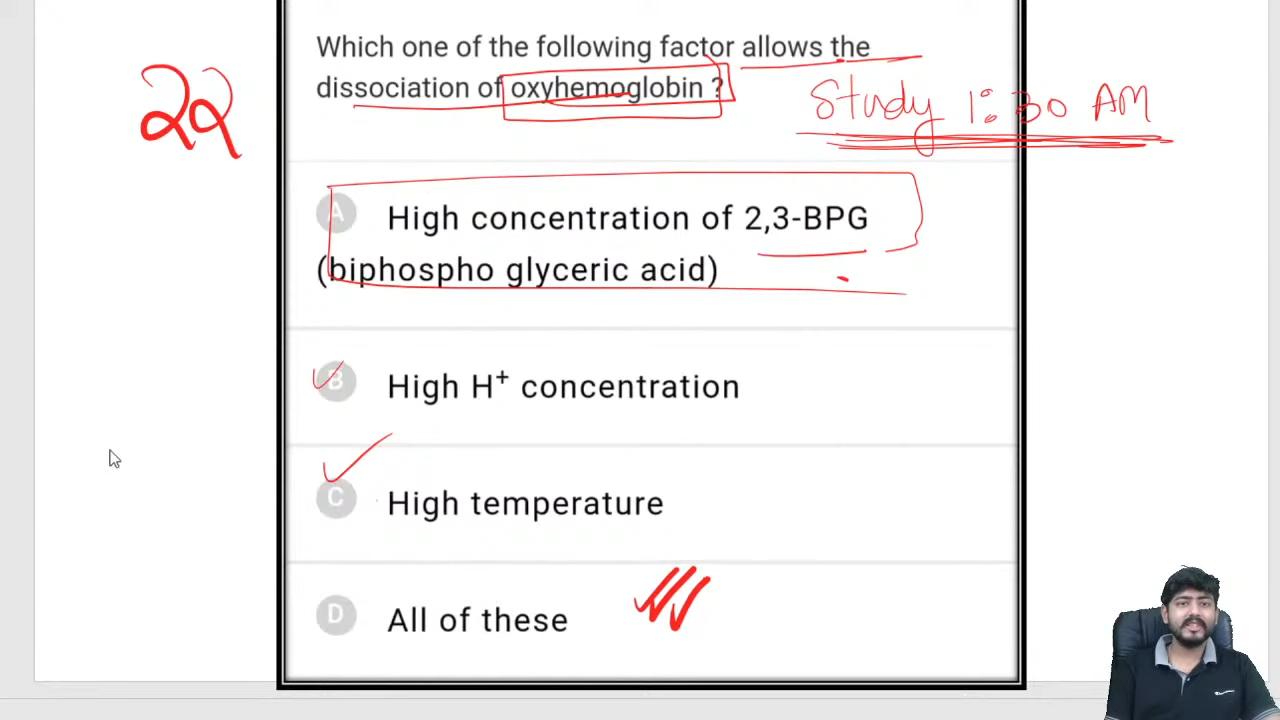 Which one of the following factor allows the
dissociation of oxyhemoglobin ?
22
Study 1:30 AM
A High concentration of 2,3-BPG
(biphospho glyceric acid)
B High H⁺ concentration
C High temperature
D All of these